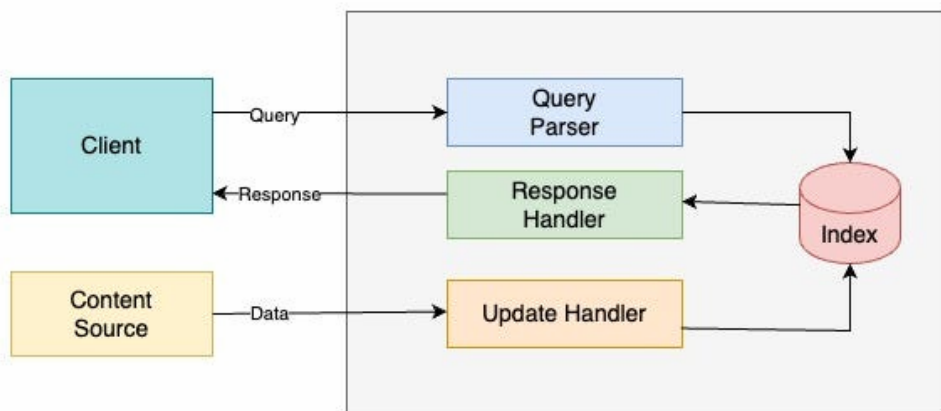 Client
Query
Query
Parser
Response
Response
Handler
Index
Content
Source
Data
Update Handler